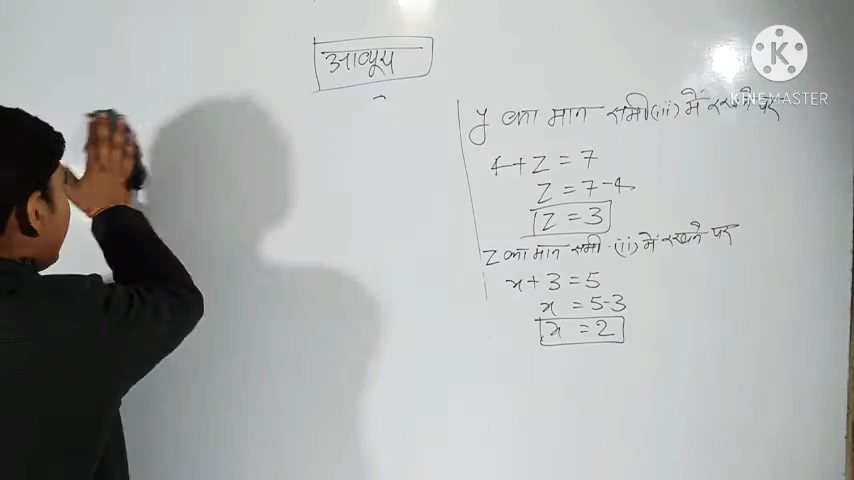 आव्यूह
y का मान समी(iii) में रखने पर
4+z = 7
z = 7-4
z = 3
z का मान समी.(ii) में रखने पर
x+3=5
x = 5-3
x = 2
KINEMASTER